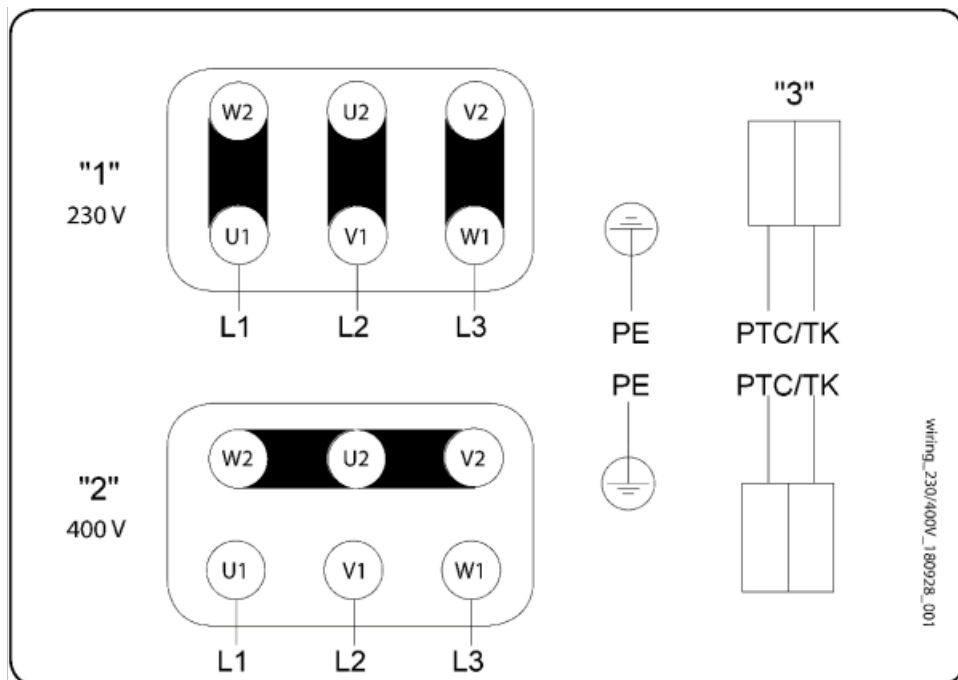 W2 U2 V2
"3"
"1"
230 V
U1 V1 W1
L1 L2 L3
PE PTC/TK
PE PTC/TK
W2 U2 V2
"2"
400 V
U1 V1 W1
L1 L2 L3
wiring_230/400V_180928_001